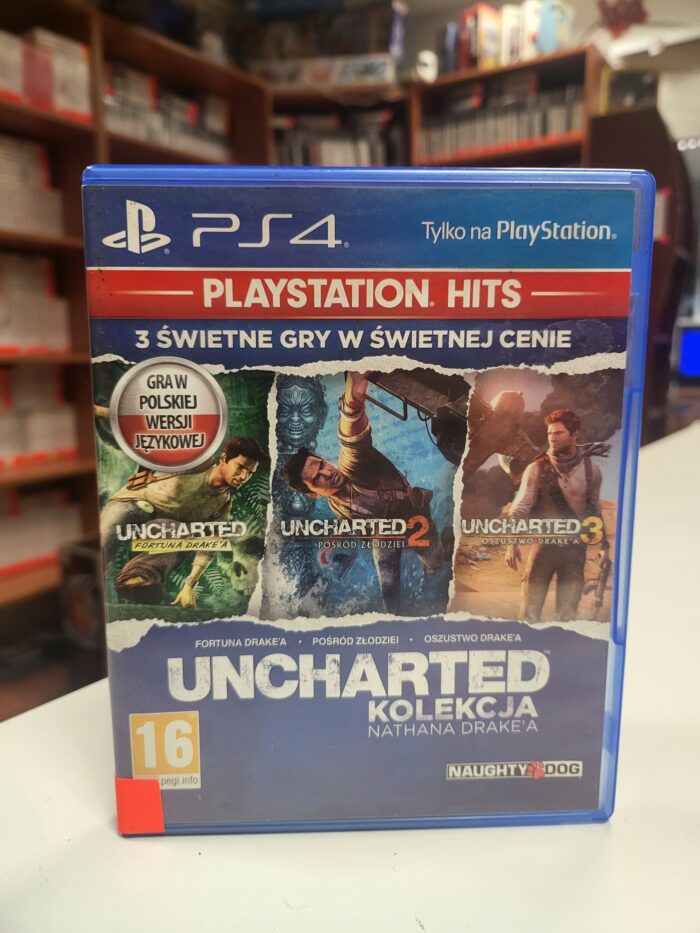 PS4
Tylko na PlayStation®
PLAYSTATION® HITS
3 ŚWIETNE GRY W ŚWIETNEJ CENIE
GRA W
POLSKIEJ
WERSJI
JĘZYKOWEJ
UNCHARTED
FORTUNA DRAKE'A
UNCHARTED 2
POŚRÓD ZŁODZIEI
UNCHARTED 3
OSZUSTWO DRAKE'A
FORTUNA DRAKE'A • POŚRÓD ZŁODZIEI • OSZUSTWO DRAKE'A
UNCHARTED™
KOLEKCJA
NATHANA DRAKE'A
16
.pegi.info
NAUGHTY DOG